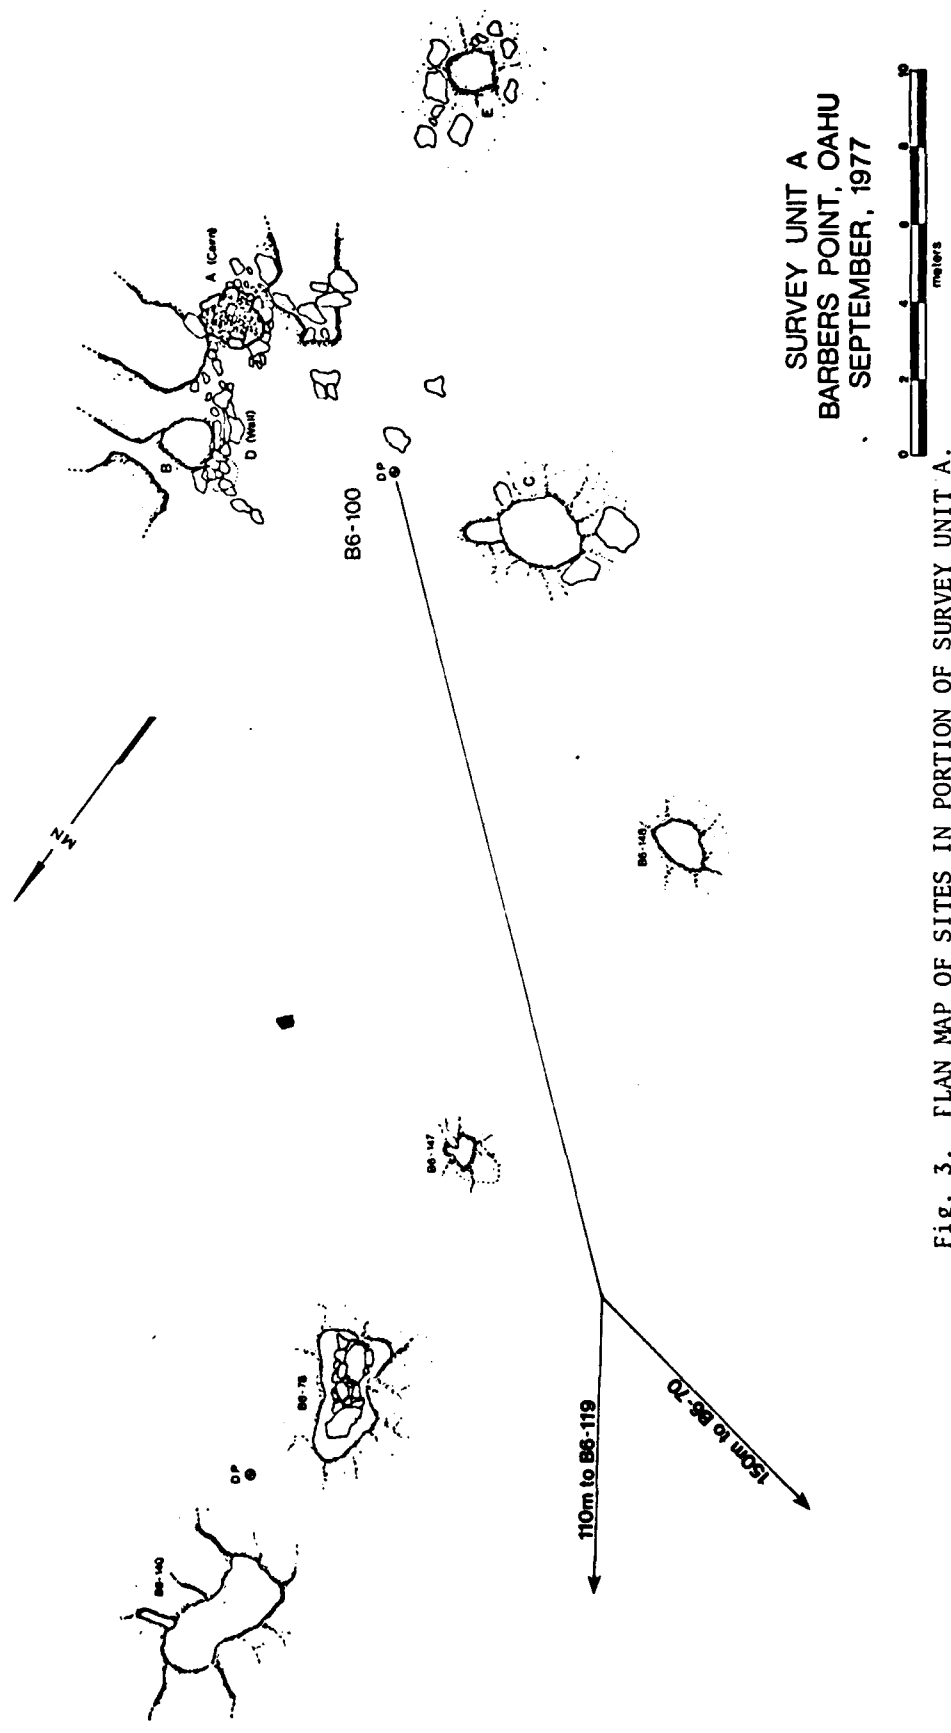 SURVEY UNIT A
BARBERS POINT, OAHU
SEPTEMBER, 1977
0 2 4 6 8 10
meters
MN
B6-140
DP
B6-78
B6-147
B6-148
B6-100
DP
A (Cairn)
B
C
D (Wall)
E
110m to B6-119
150m to B6-70
Fig. 3. PLAN MAP OF SITES IN PORTION OF SURVEY UNIT A.